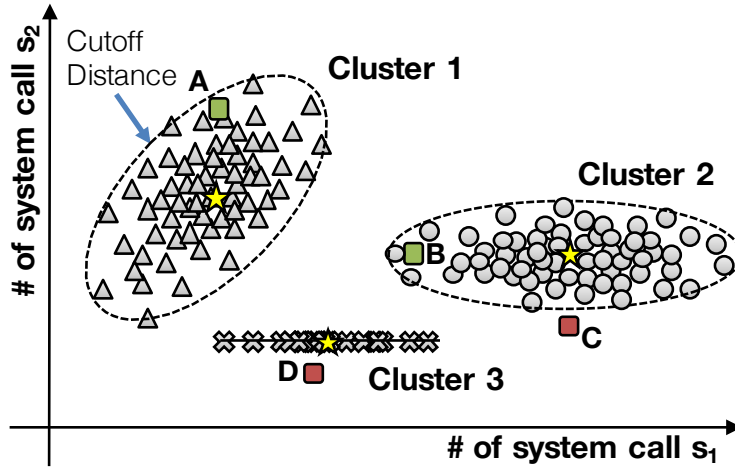 # of system call s₂
Cutoff
Distance
A
Cluster 1
Cluster 2
B
C
D
Cluster 3
# of system call s₁